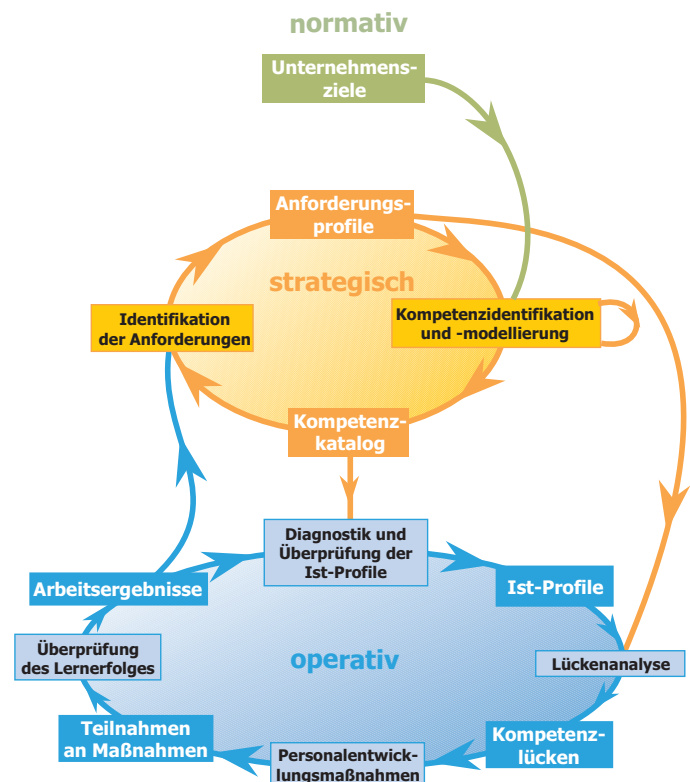 normativ
Unternehmens-
ziele
Anforderungs-
profile
strategisch
Identifikation
der Anforderungen
Kompetenzidentifikation
und -modellierung
Kompetenz-
katalog
Diagnostik und
Überprüfung der
Ist-Profile
Arbeitsergebnisse
Ist-Profile
Überprüfung
des Lernerfolges
operativ
Lückenanalyse
Teilnahmen
an Maßnahmen
Personalentwick-
lungsmaßnahmen
Kompetenz-
lücken